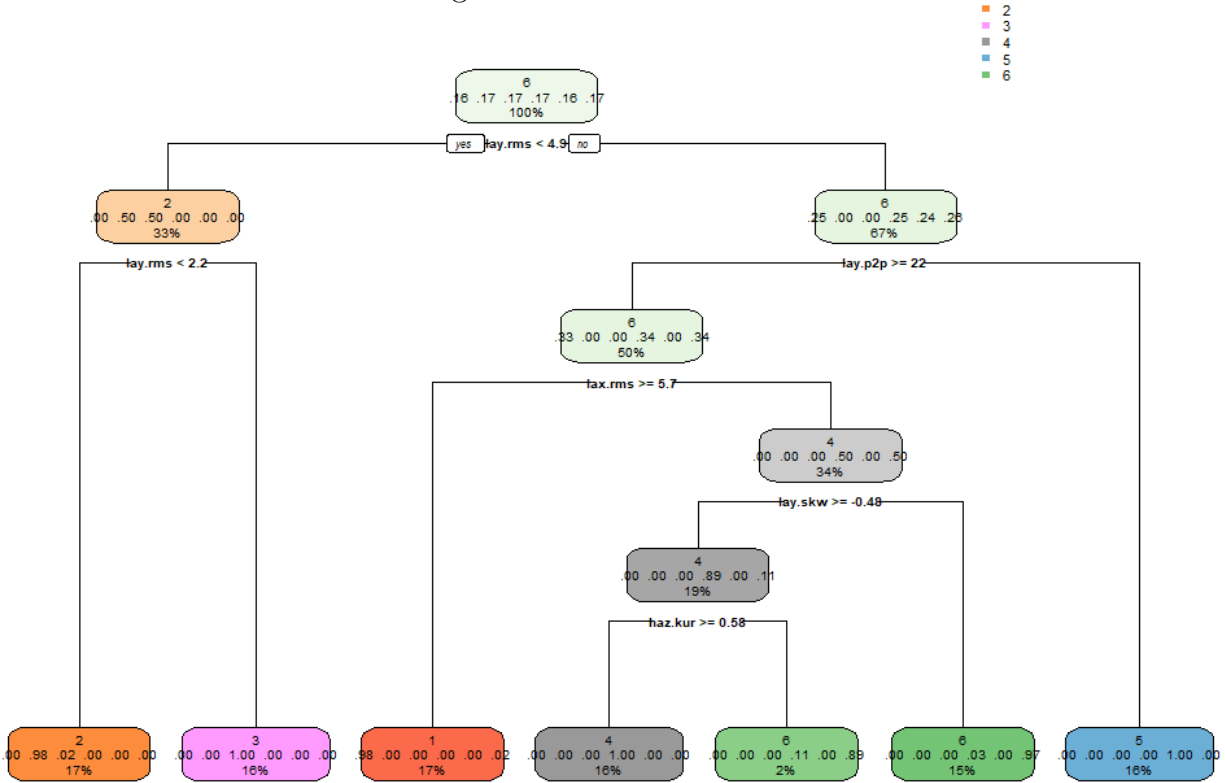 2
3
4
5
6
6
.16 .17 .17 .17 .16 .17
100%
yes lay.rms < 4.9 no
2
.00 .50 .50 .00 .00 .00
33%
6
.25 .00 .00 .25 .24 .26
67%
lay.rms < 2.2
lay.p2p >= 22
6
.33 .00 .00 .34 .00 .34
50%
lax.rms >= 5.7
4
.00 .00 .00 .50 .00 .50
34%
lay.skw >= -0.48
4
.00 .00 .00 .89 .00 .11
19%
haz.kur >= 0.58
2
.00 .98 .02 .00 .00 .00
17%
3
.00 .00 1.00 .00 .00 .00
16%
1
.98 .00 .00 .00 .00 .02
17%
4
.00 .00 .00 1.00 .00 .00
16%
6
.00 .00 .00 .11 .00 .89
2%
6
.00 .00 .00 .03 .00 .97
15%
5
.00 .00 .00 .00 1.00 .00
16%